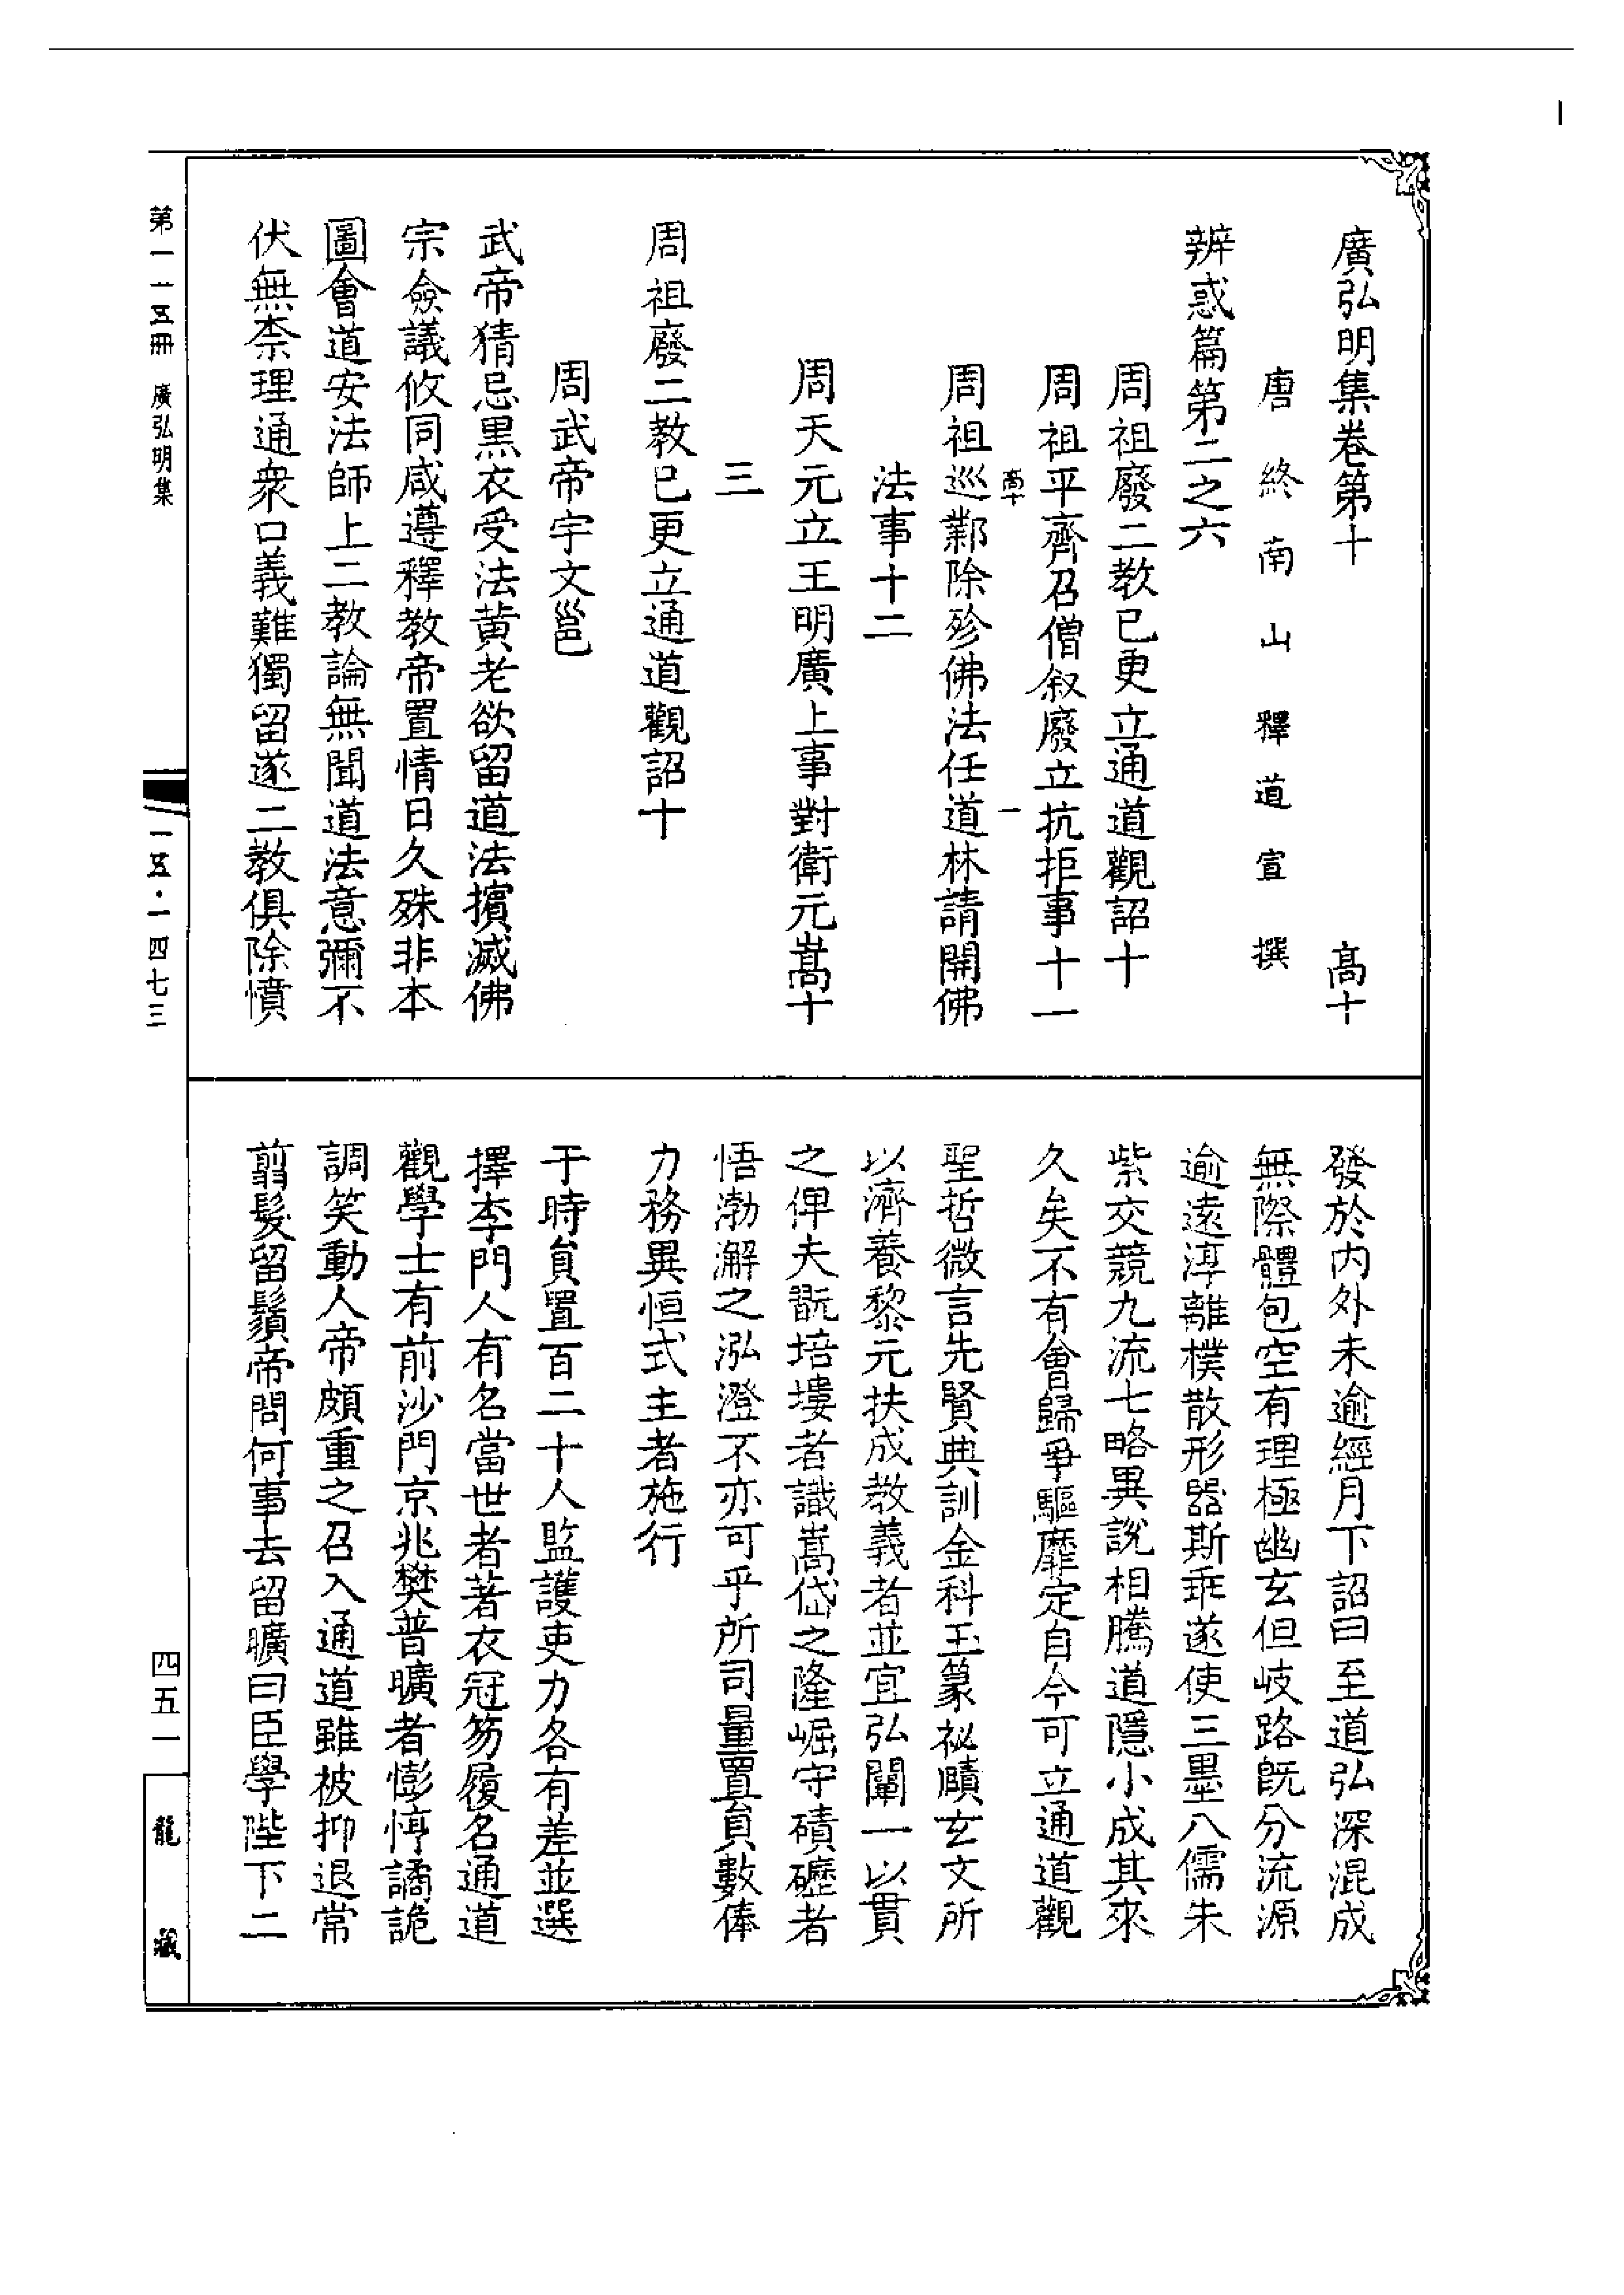 廣弘明集卷第十 高十
唐終南山釋道宣撰
辨惑篇第二之六
周祖廢二教已更立通道觀詔十
周祖平齊召僧叙廢立抗拒事十一
高十 一
周祖巡鄴除殄佛法任道林請開佛
法事十二
周天元立王明廣上事對衛元嵩十
三
周祖廢二教已更立通道觀詔十
周武帝宇文邕
武帝猜忌黑衣受法黄老欲留道法擯滅佛
宗僉議攸同咸遵釋教帝置情日久殊非本
圖會道安法師上二教論無聞道法意彌不
伏無柰理通衆口義難獨留遂二教俱除憤
發於内外未逾經月下詔曰至道弘深混成
無際體包空有理極幽玄但岐路旣分流源
逾遠淳離樸散形器斯乖遂使三墨八儒朱
紫交競九流七略異說相騰道隱小成其來
久矣不有會歸爭驅靡定自今可立通道觀
聖哲微言先賢典訓金科玉篆祕賾玄文所
以濟養黎元扶成教義者並宜弘闡一以貫
之俾夫翫培塿者識嵩岱之隆崛守磧礰者
悟渤澥之泓澄不亦可乎所司量置員數俸
力務異恒式主者施行
于時員置百二十人監護吏力各有差並選
擇李門人有名當世者著衣冠笏履名通道
觀學士有前沙門京兆樊普曠者憉悙譎詭
調笑動人帝頗重之召入通道雖被抑退常
翦髮留鬚帝問何事去留曠曰臣學陛下二
第一一五冊 廣弘明集
一一五·一四七三
四五一
龍藏